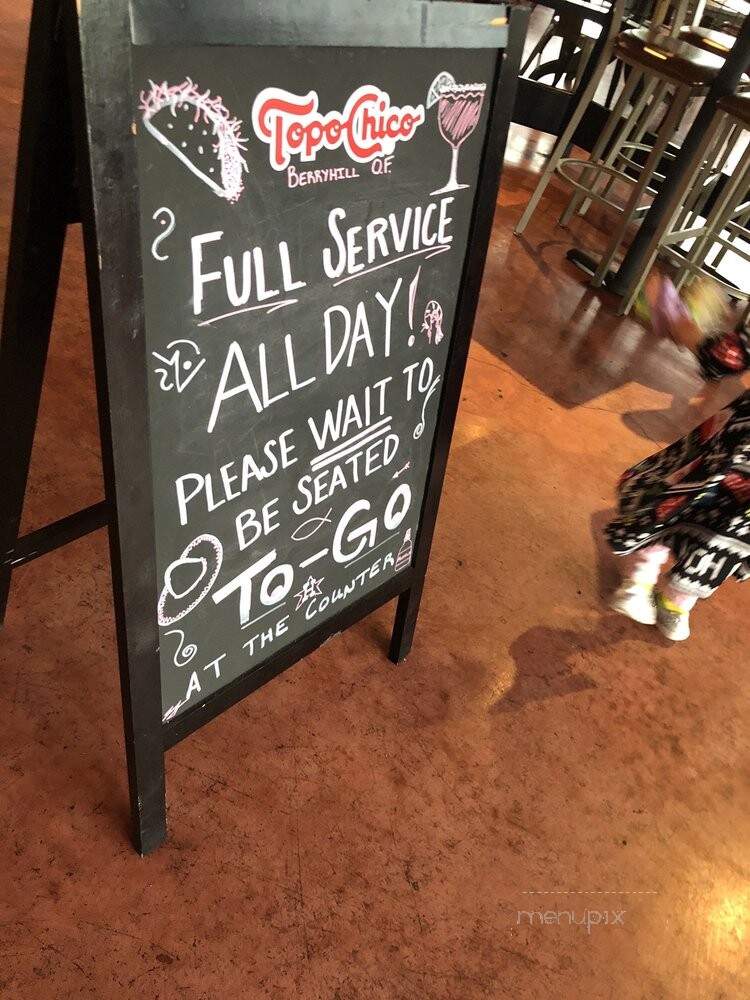 Topo Chico
BERRYHILL Q.F.
FULL SERVICE
ALL DAY!
PLEASE WAIT TO
BE SEATED
TO-GO
AT THE COUNTER
menupix